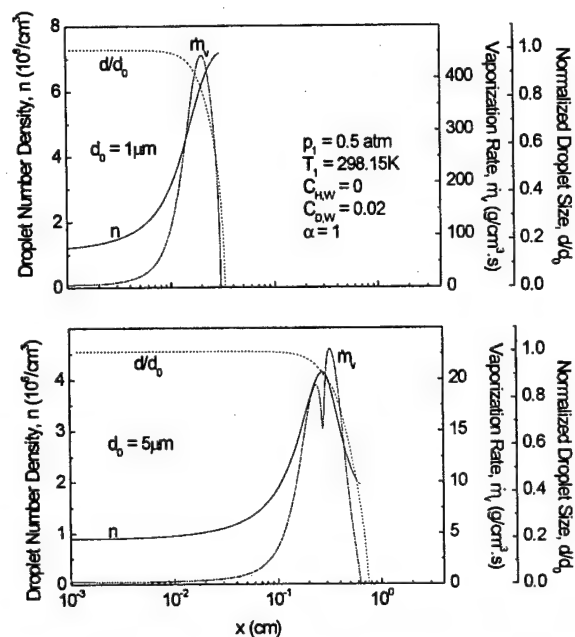 Droplet Number Density, n (10⁸/cm³)
8
6
4
2
0
d/d₀
ṁᵥ
d₀ = 1μm
n
p₁ = 0.5 atm
T₁ = 298.15K
C_H,W = 0
C_D,W = 0.02
α = 1
400
300
200
100
0
Vaporization Rate, ṁᵥ (g/cm³.s)
1.0
0.8
0.6
0.4
0.2
0.0
Normalized Droplet Size, d/d₀
Droplet Number Density, n (10⁶/cm³)
4
3
2
1
0
d/d₀
ṁᵥ
d₀ = 5μm
n
20
15
10
5
0
Vaporization Rate, ṁᵥ (g/cm³.s)
1.0
0.8
0.6
0.4
0.2
0.0
Normalized Droplet Size, d/d₀
10⁻³
10⁻²
10⁻¹
10⁰
x (cm)